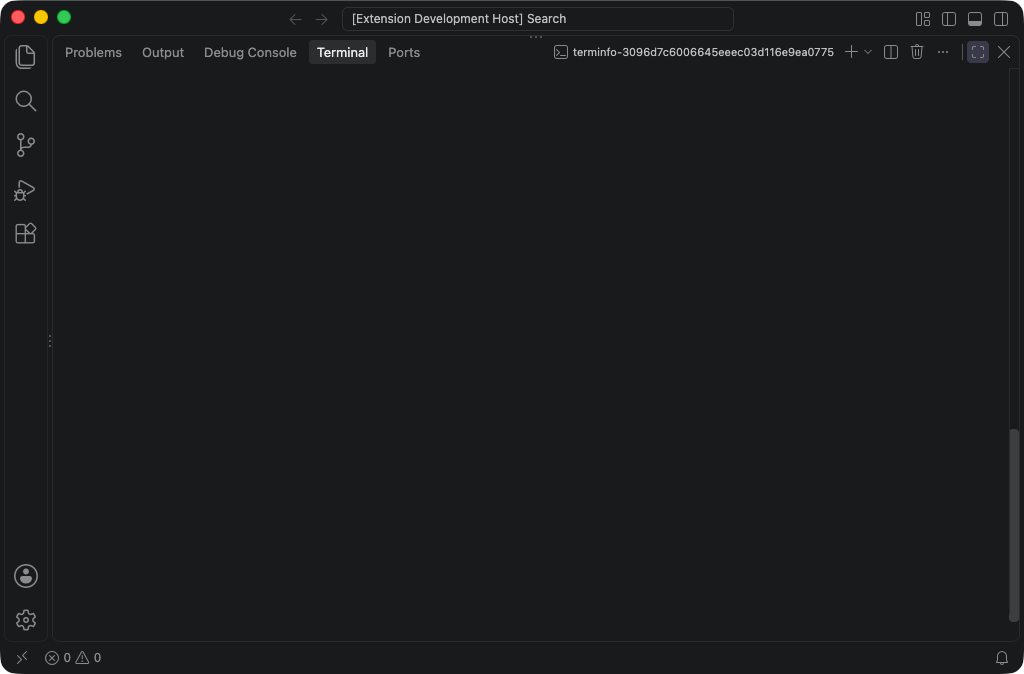 [Extension Development Host] Search
Problems Output Debug Console Terminal Ports
terminfo-3096d7c6006645eeec03d116e9ea0775
0 0